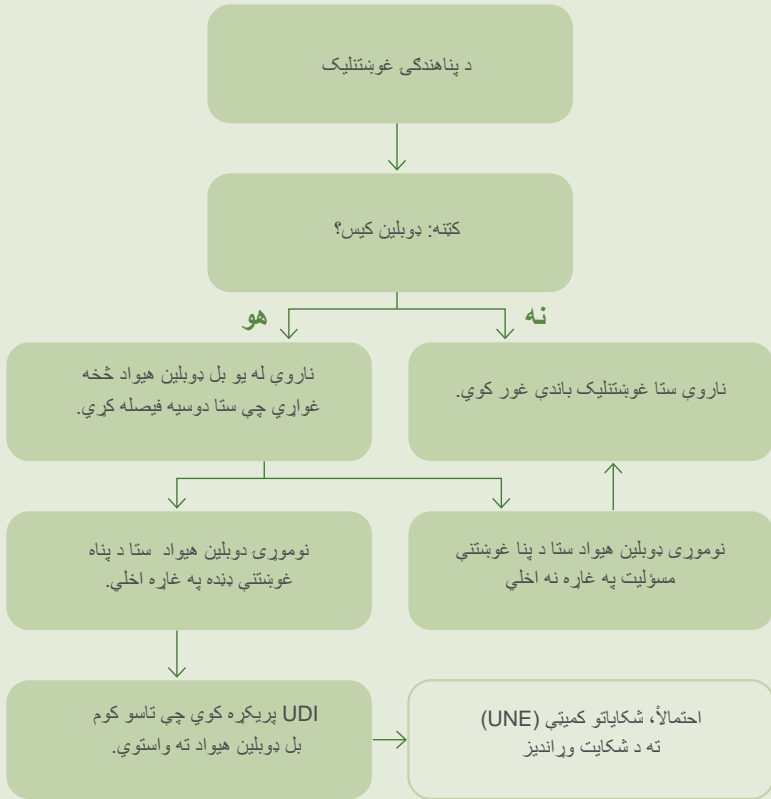 د پناهندګۍ غوښتنلیک
کټنه: ډوبلین کیس؟
هو
نه
ناروې له یو بل ډوبلین هیواد څخه
غواړي چې ستا دوسیه فیصله کړي.
ناروې ستا غوښتنلیک باندې غور کوي.
نوموړی دوبلین هیواد ستا د پناه
غوښتنې دنده په غاړه اخلي.
نوموړی ډوبلین هیواد ستا د پنا غوښتنې
مسؤلیت په غاړه نه اخلي
UDI پریکړه کوي چې تاسو کوم
بل ډوبلین هیواد ته واستوي.
احتمالاْ، شکایاتو کمیټې (UNE)
ته د شکایت وړاندیز